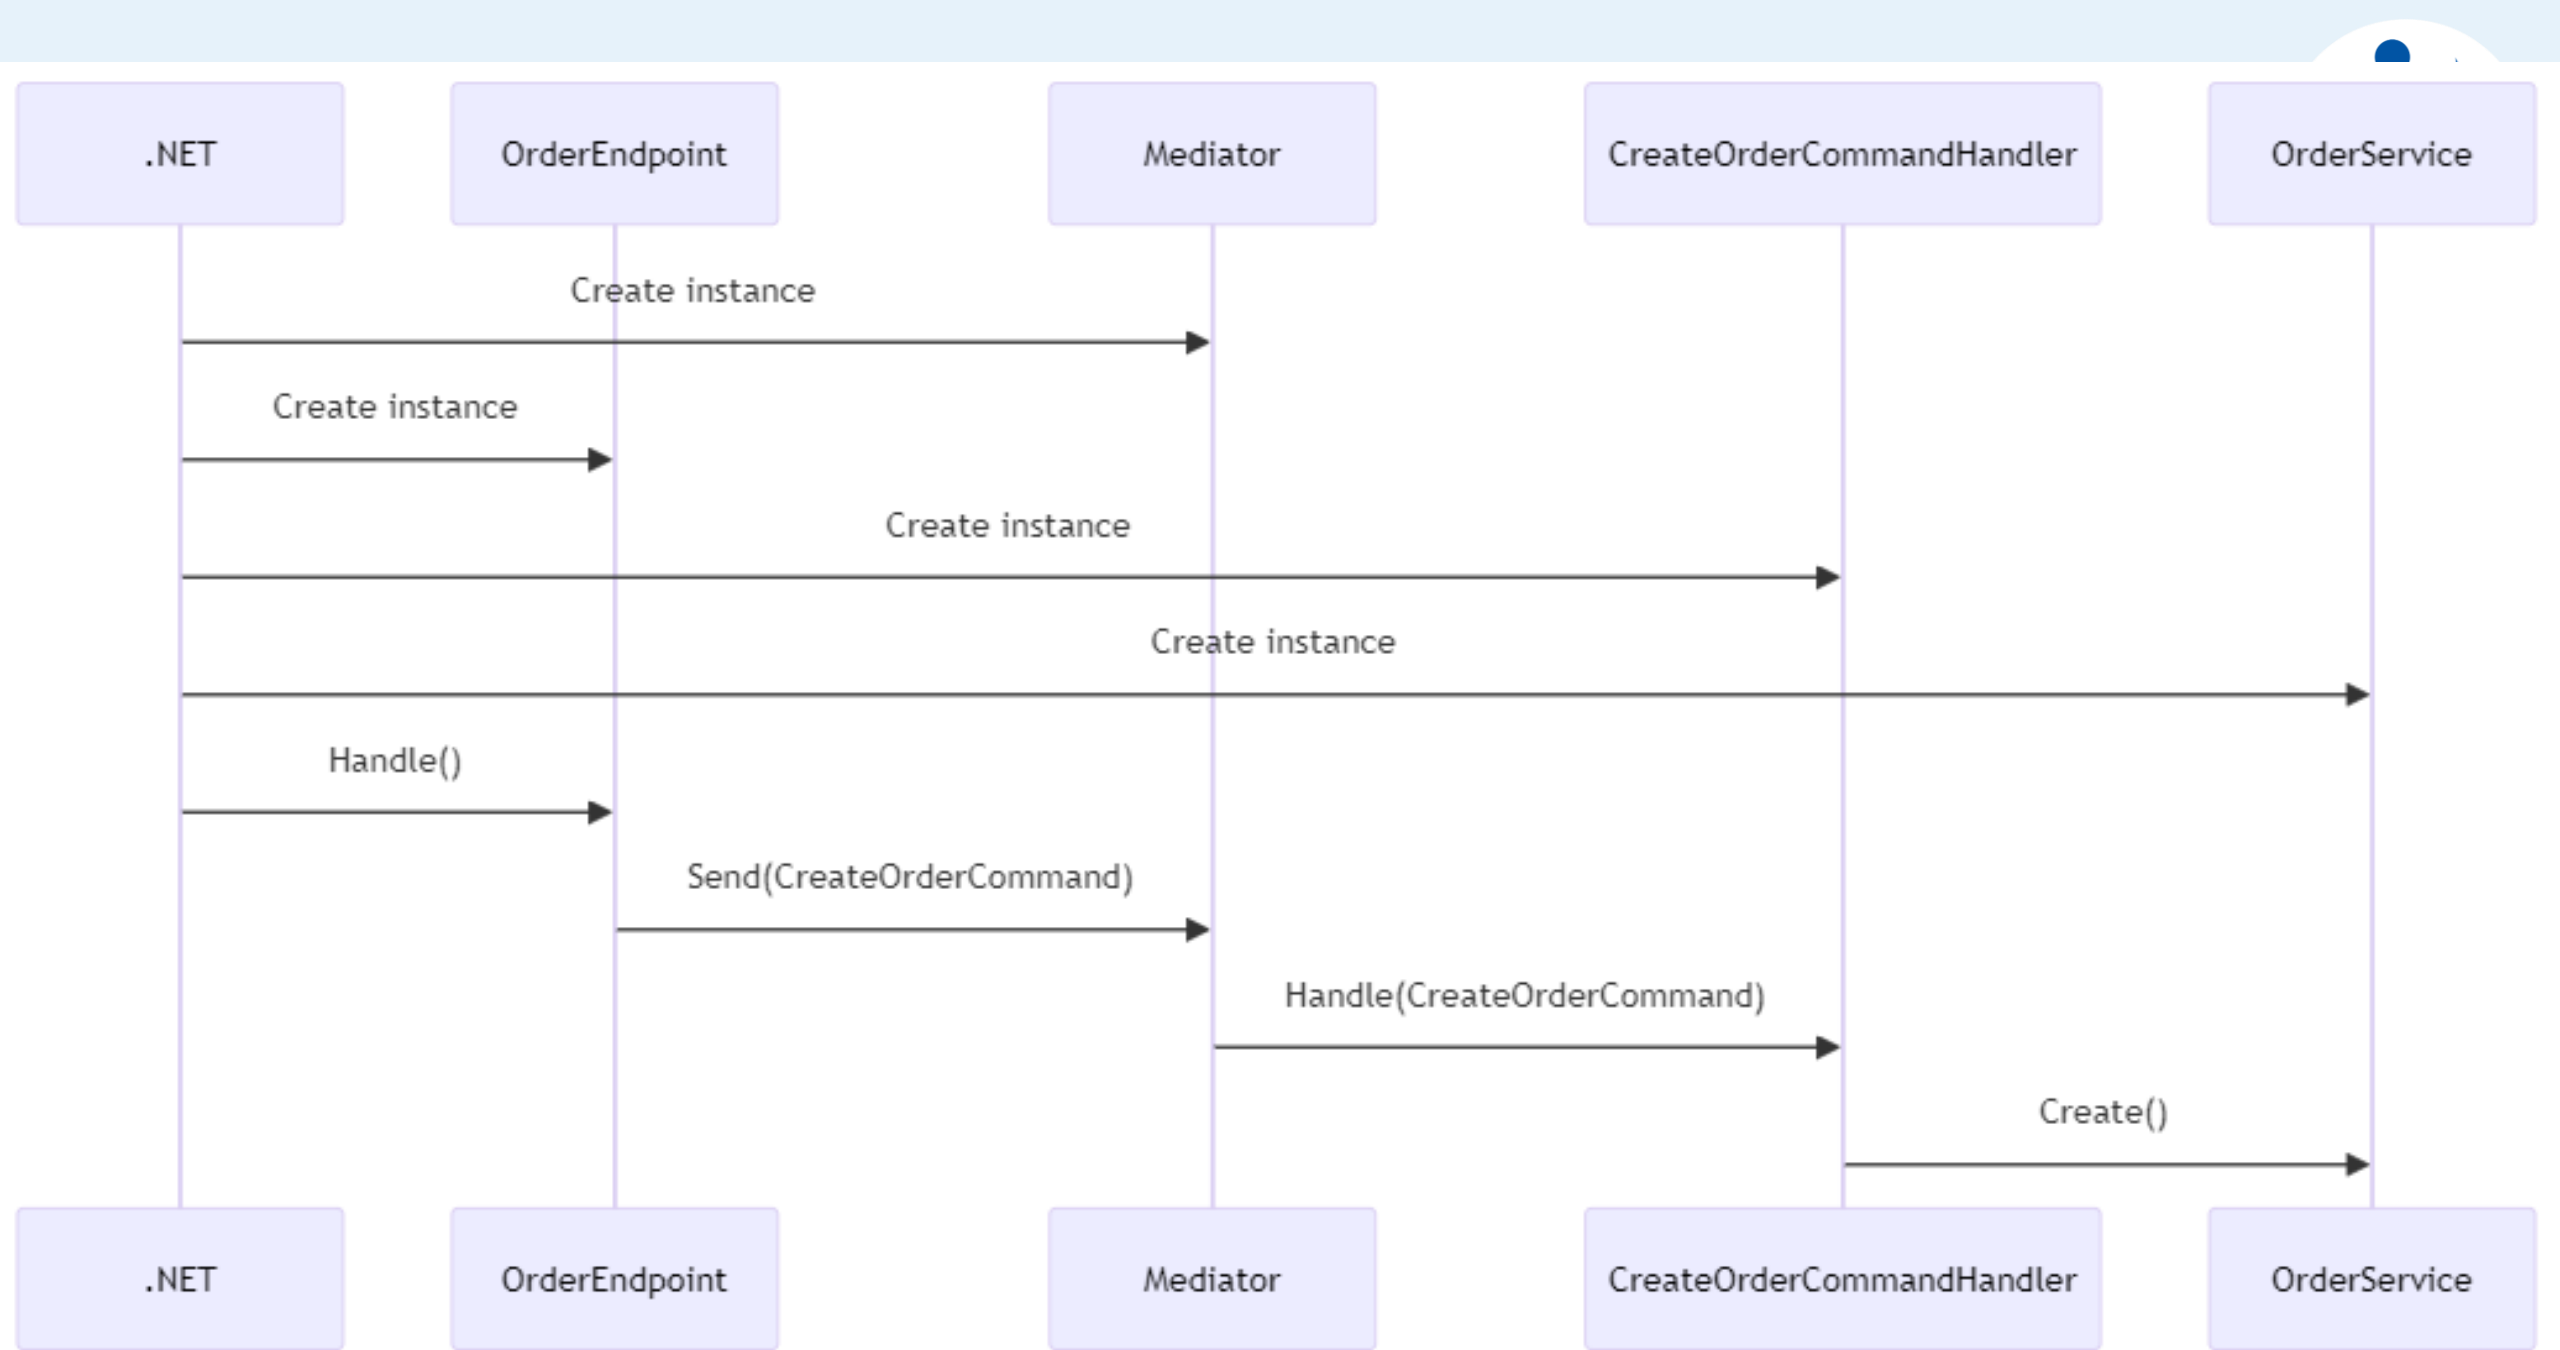 .NET
OrderEndpoint
Mediator
CreateOrderCommandHandler
OrderService
Create instance
Create instance
Create instance
Create instance
Handle()
Send(CreateOrderCommand)
Handle(CreateOrderCommand)
Create()
.NET
OrderEndpoint
Mediator
CreateOrderCommandHandler
OrderService